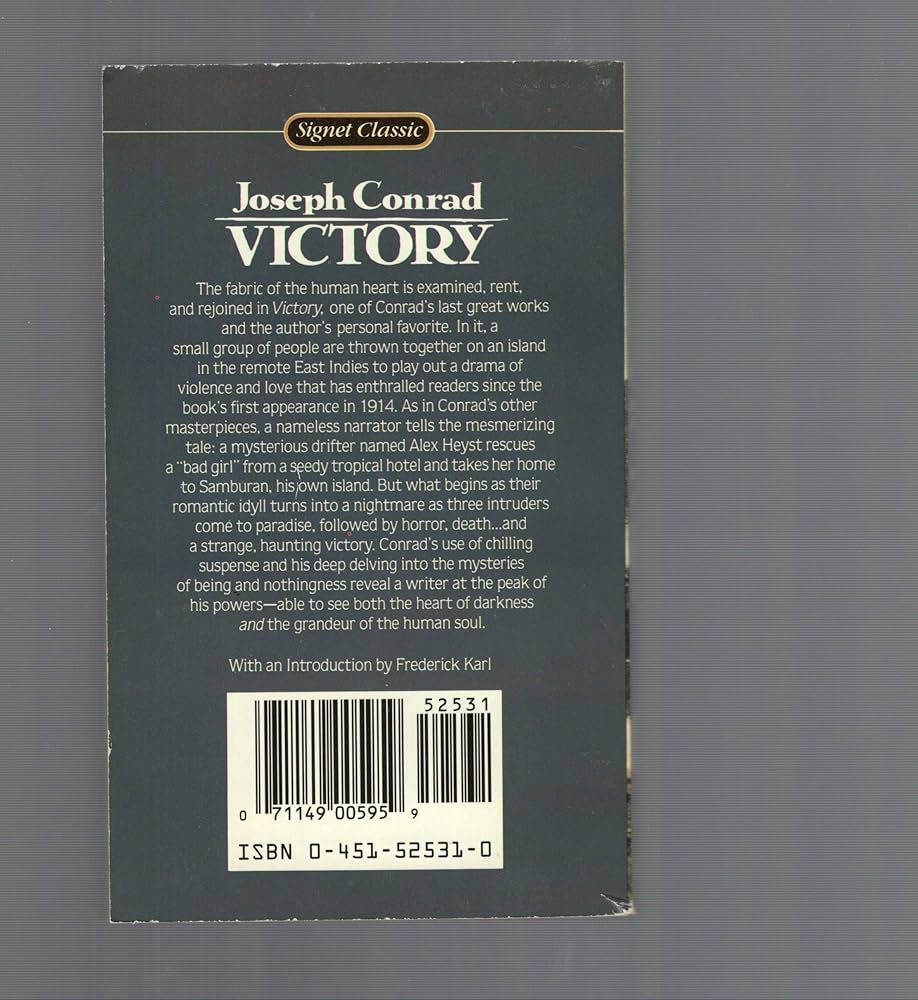 Signet Classic
Joseph Conrad
VICTORY
The fabric of the human heart is examined, rent,
and rejoined in Victory, one of Conrad's last great works
and the author's personal favorite. In it, a
small group of people are thrown together on an island
in the remote East Indies to play out a drama of
violence and love that has enthralled readers since the
book's first appearance in 1914. As in Conrad's other
masterpieces, a nameless narrator tells the mesmerizing
tale: a mysterious drifter named Alex Heyst rescues
a "bad girl" from a seedy tropical hotel and takes her home
to Samburan, his own island. But what begins as their
romantic idyll turns into a nightmare as three intruders
come to paradise, followed by horror, death...and
a strange, haunting victory. Conrad's use of chilling
suspense and his deep delving into the mysteries
of being and nothingness reveal a writer at the peak of
his powers—able to see both the heart of darkness
and the grandeur of the human soul.
With an Introduction by Frederick Karl
52531
0 71149 00595 9
ISBN 0-451-52531-0